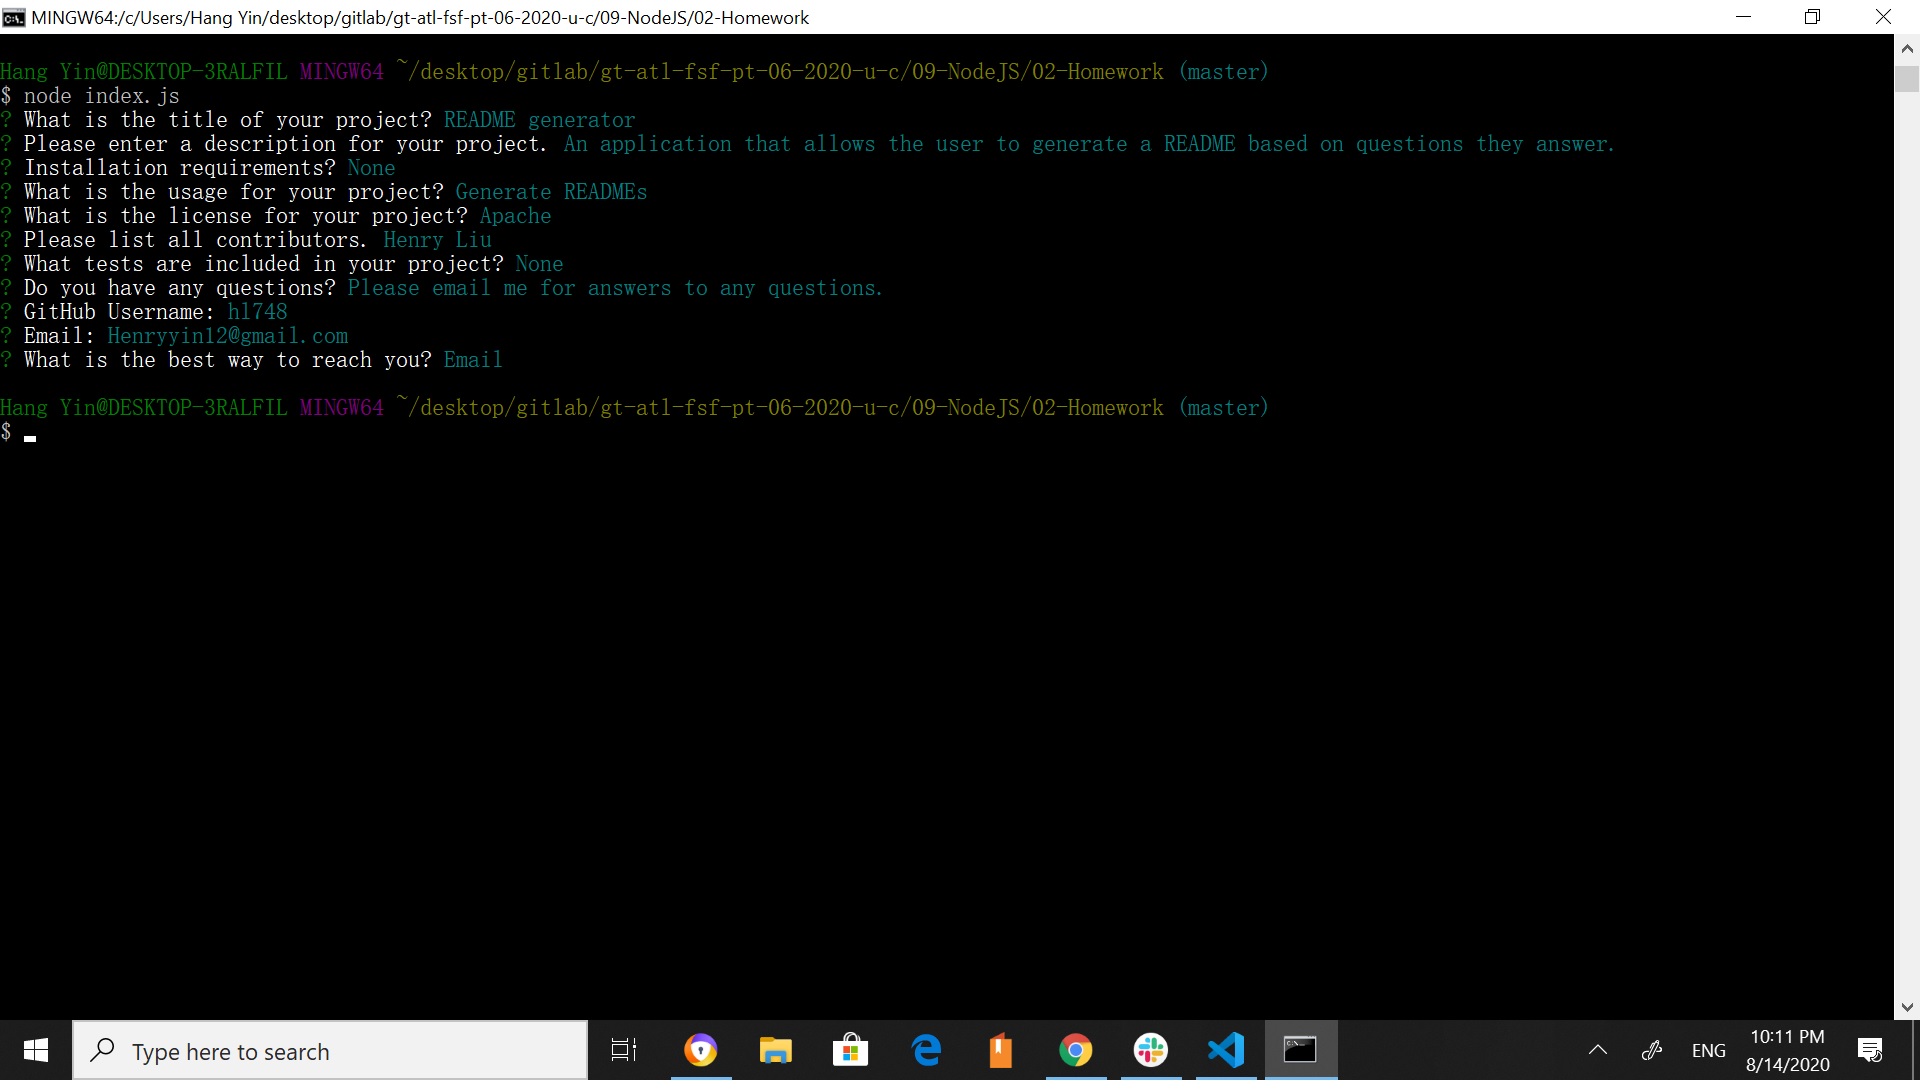 MINGW64:/c/Users/Hang Yin/desktop/gitlab/gt-atl-fsf-pt-06-2020-u-c/09-NodeJS/02-Homework
Hang Yin@DESKTOP-3RALFIL MINGW64 ~/desktop/gitlab/gt-atl-fsf-pt-06-2020-u-c/09-NodeJS/02-Homework (master)
$ node index.js
? What is the title of your project? README generator
? Please enter a description for your project. An application that allows the user to generate a README based on questions they answer.
? Installation requirements? None
? What is the usage for your project? Generate READMEs
? What is the license for your project? Apache
? Please list all contributors. Henry Liu
? What tests are included in your project? None
? Do you have any questions? Please email me for answers to any questions.
? GitHub Username: hl748
? Email: Henryyin12@gmail.com
? What is the best way to reach you? Email
Hang Yin@DESKTOP-3RALFIL MINGW64 ~/desktop/gitlab/gt-atl-fsf-pt-06-2020-u-c/09-NodeJS/02-Homework (master)
$
Type here to search
ENG
10:11 PM
8/14/2020